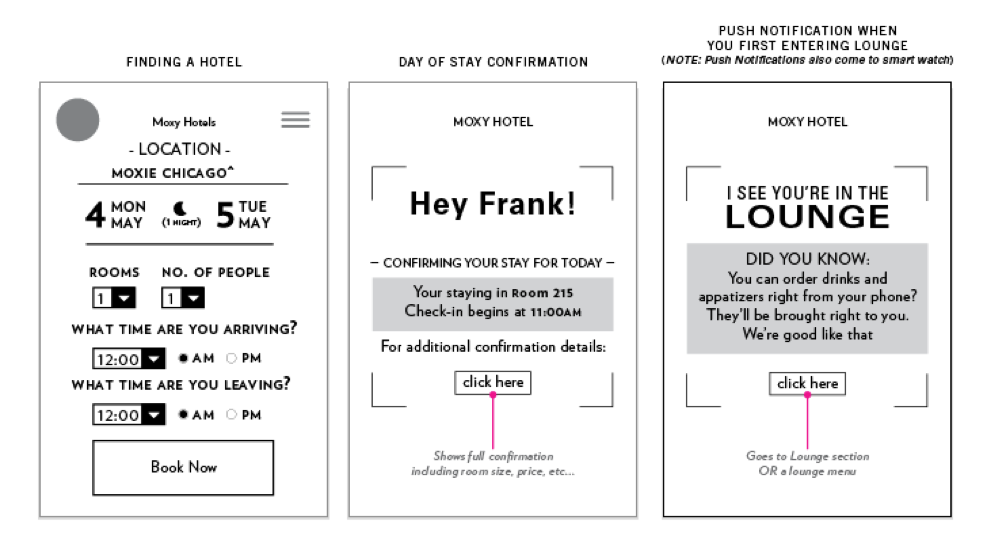 FINDING A HOTEL
Moxy Hotels
- LOCATION -
MOXIE CHICAGO^
4 MON MAY (1 NIGHT) 5 TUE MAY
ROOMS NO. OF PEOPLE
1 1
WHAT TIME ARE YOU ARRIVING?
12:00 AM PM
WHAT TIME ARE YOU LEAVING?
12:00 AM PM
Book Now
DAY OF STAY CONFIRMATION
MOXY HOTEL
Hey Frank!
– CONFIRMING YOUR STAY FOR TODAY –
Your staying in Room 215
Check-in begins at 11:00AM
For additional confirmation details:
click here
Shows full confirmation
including room size, price, etc...
PUSH NOTIFICATION WHEN
YOU FIRST ENTERING LOUNGE
(NOTE: Push Notifications also come to smart watch)
MOXY HOTEL
I SEE YOU'RE IN THE
LOUNGE
DID YOU KNOW:
You can order drinks and
appatizers right from your phone?
They'll be brought right to you.
We're good like that
click here
Goes to Lounge section
OR a lounge menu